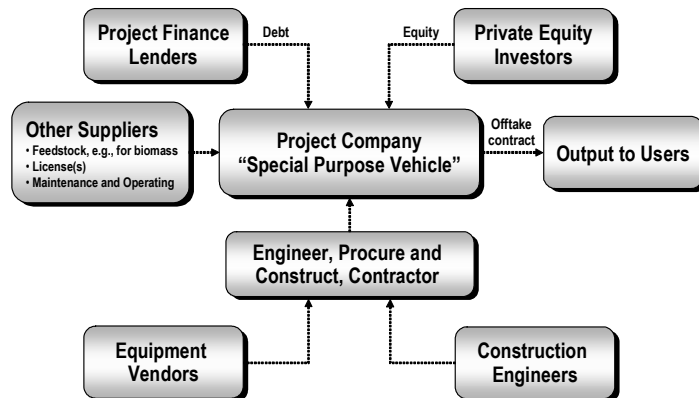 Project Finance
Lenders
Debt
Equity
Private Equity
Investors
Other Suppliers
• Feedstock, e.g., for biomass
• License(s)
• Maintenance and Operating
Project Company
“Special Purpose Vehicle”
Offtake
contract
Output to Users
Engineer, Procure and
Construct, Contractor
Equipment
Vendors
Construction
Engineers